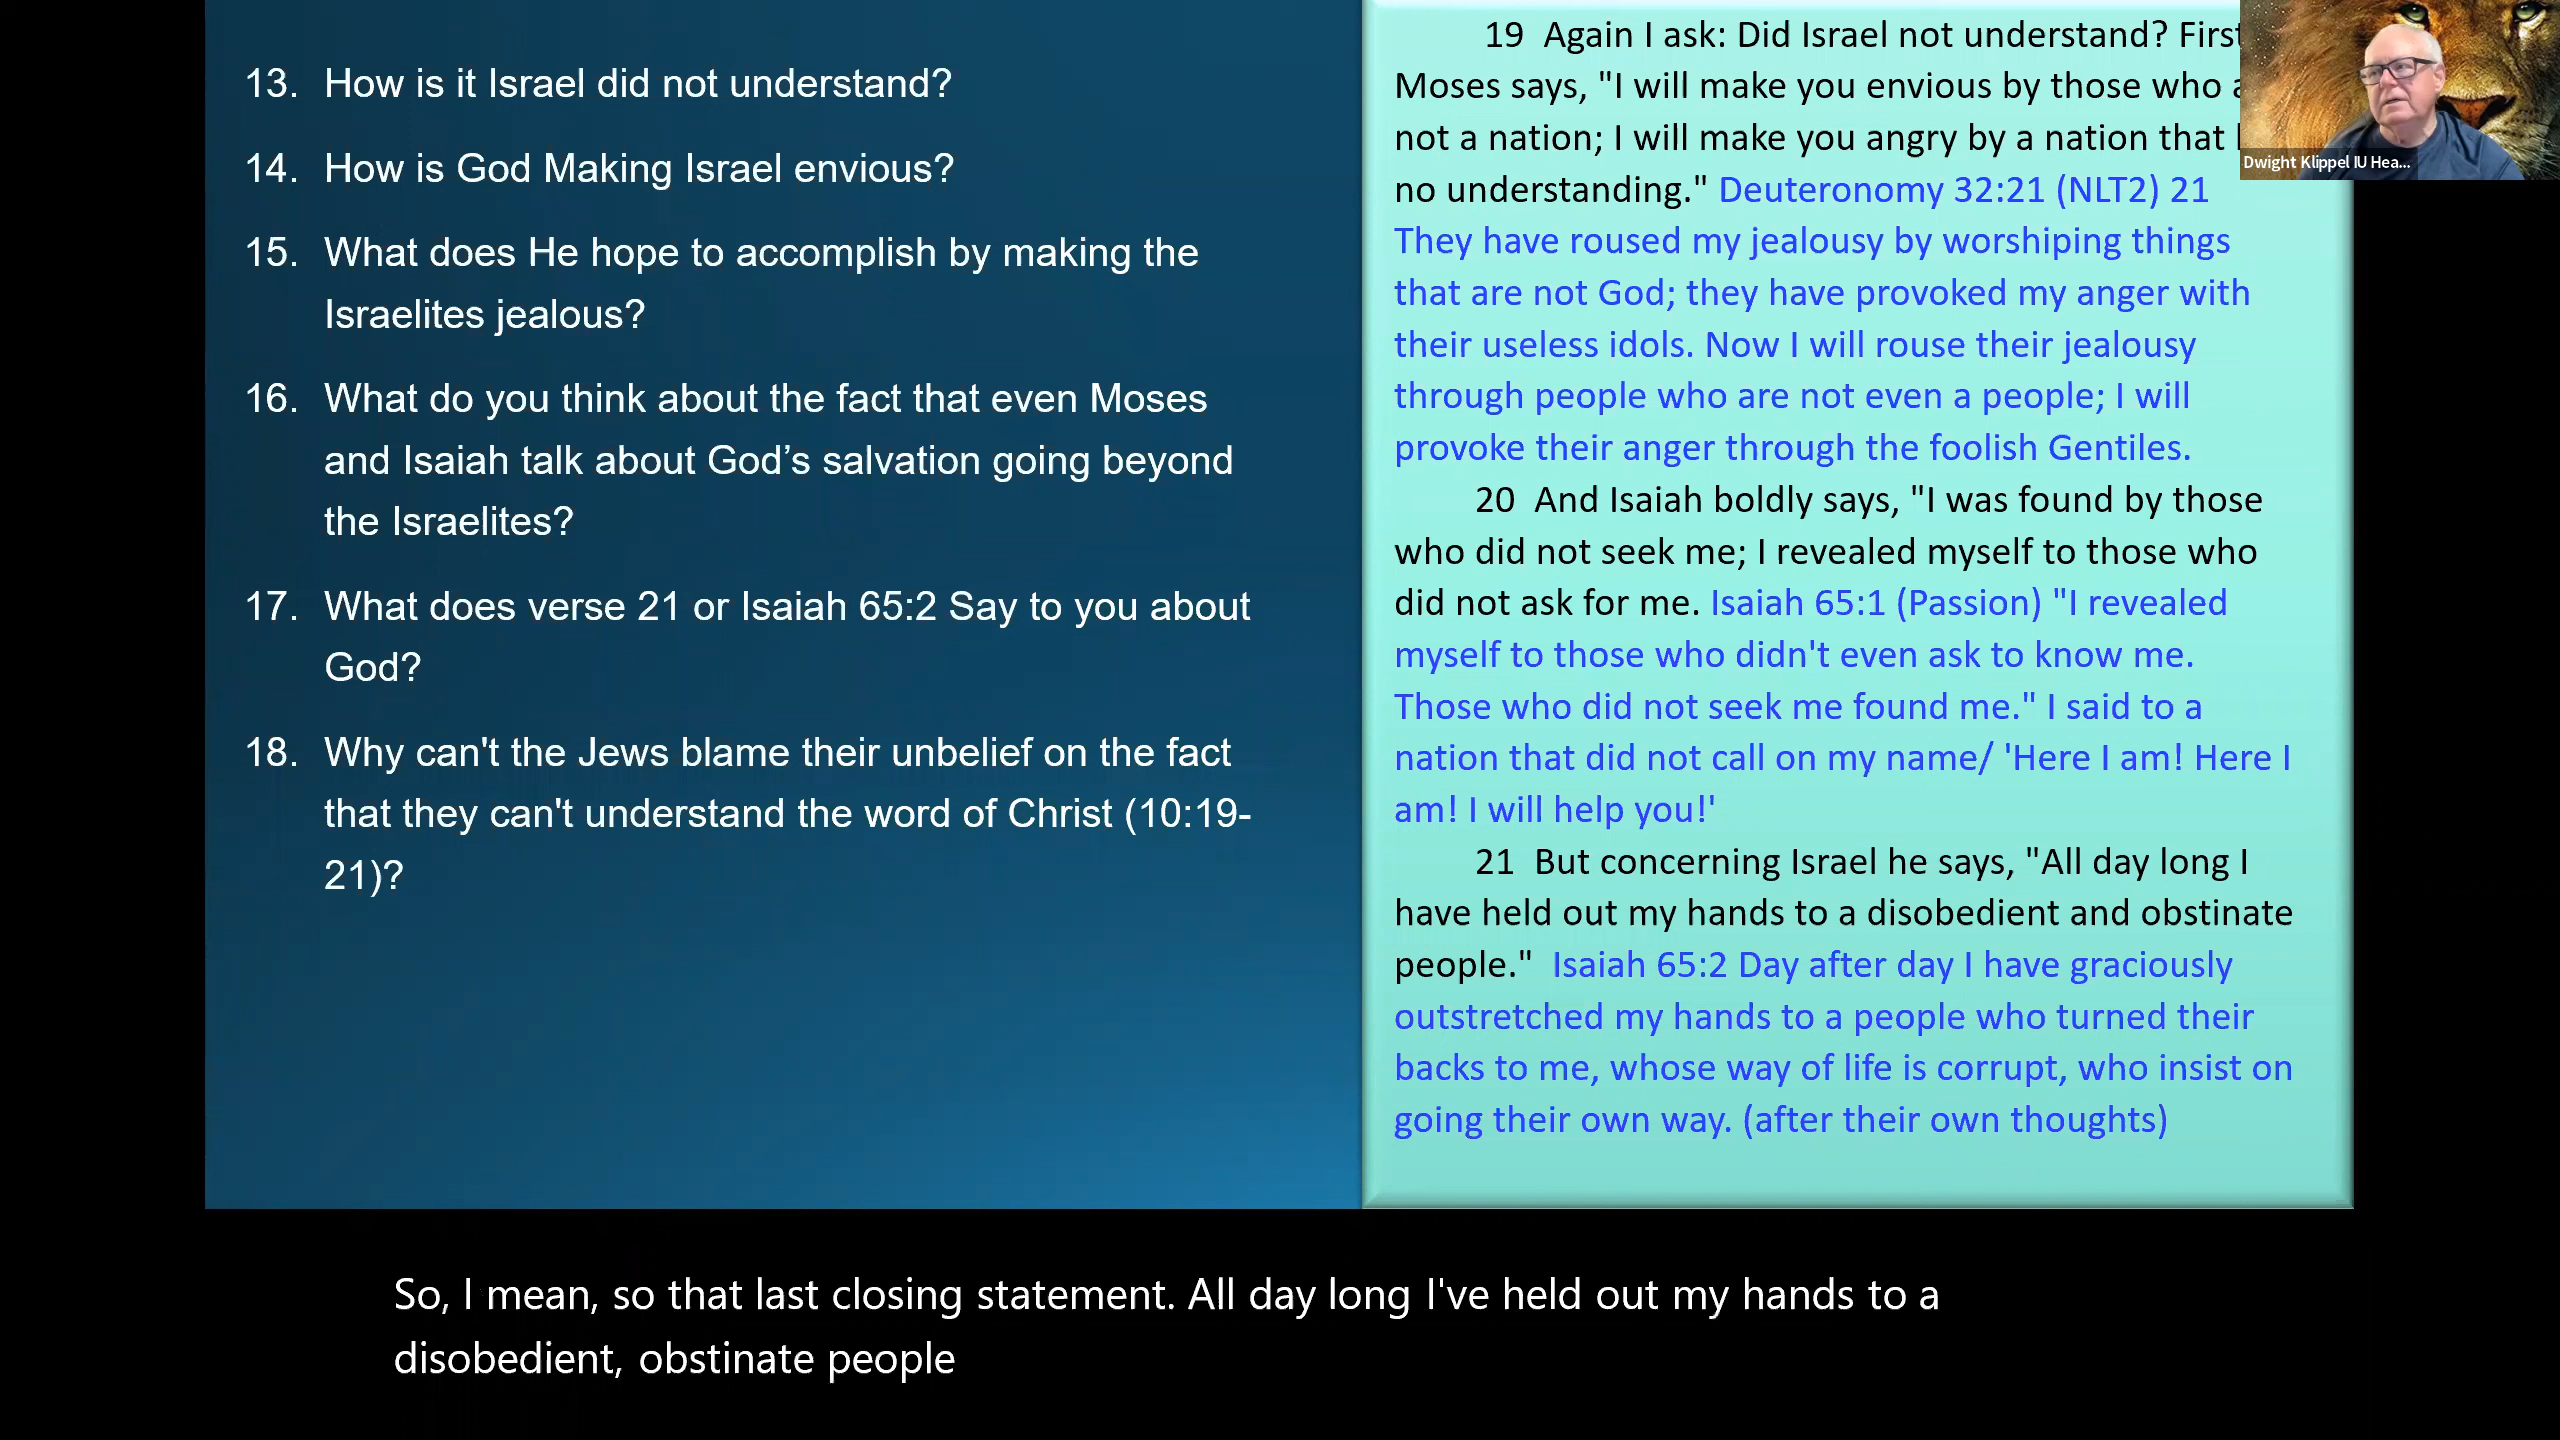 13. How is it Israel did not understand?
14. How is God Making Israel envious?
15. What does He hope to accomplish by making the
Israelites jealous?
16. What do you think about the fact that even Moses
and Isaiah talk about God’s salvation going beyond
the Israelites?
17. What does verse 21 or Isaiah 65:2 Say to you about
God?
18. Why can't the Jews blame their unbelief on the fact
that they can't understand the word of Christ (10:19-
21)?
19 Again I ask: Did Israel not understand? First
Moses says, "I will make you envious by those who
not a nation; I will make you angry by a nation that
no understanding." Deuteronomy 32:21 (NLT2) 21
They have roused my jealousy by worshiping things
that are not God; they have provoked my anger with
their useless idols. Now I will rouse their jealousy
through people who are not even a people; I will
provoke their anger through the foolish Gentiles.
20 And Isaiah boldly says, "I was found by those
who did not seek me; I revealed myself to those who
did not ask for me. Isaiah 65:1 (Passion) "I revealed
myself to those who didn't even ask to know me.
Those who did not seek me found me." I said to a
nation that did not call on my name/ 'Here I am! Here I
am! I will help you!'
21 But concerning Israel he says, "All day long I
have held out my hands to a disobedient and obstinate
people." Isaiah 65:2 Day after day I have graciously
outstretched my hands to a people who turned their
backs to me, whose way of life is corrupt, who insist on
going their own way. (after their own thoughts)
Dwight Klippel IU Hea...
So, I mean, so that last closing statement. All day long I've held out my hands to a
disobedient, obstinate people